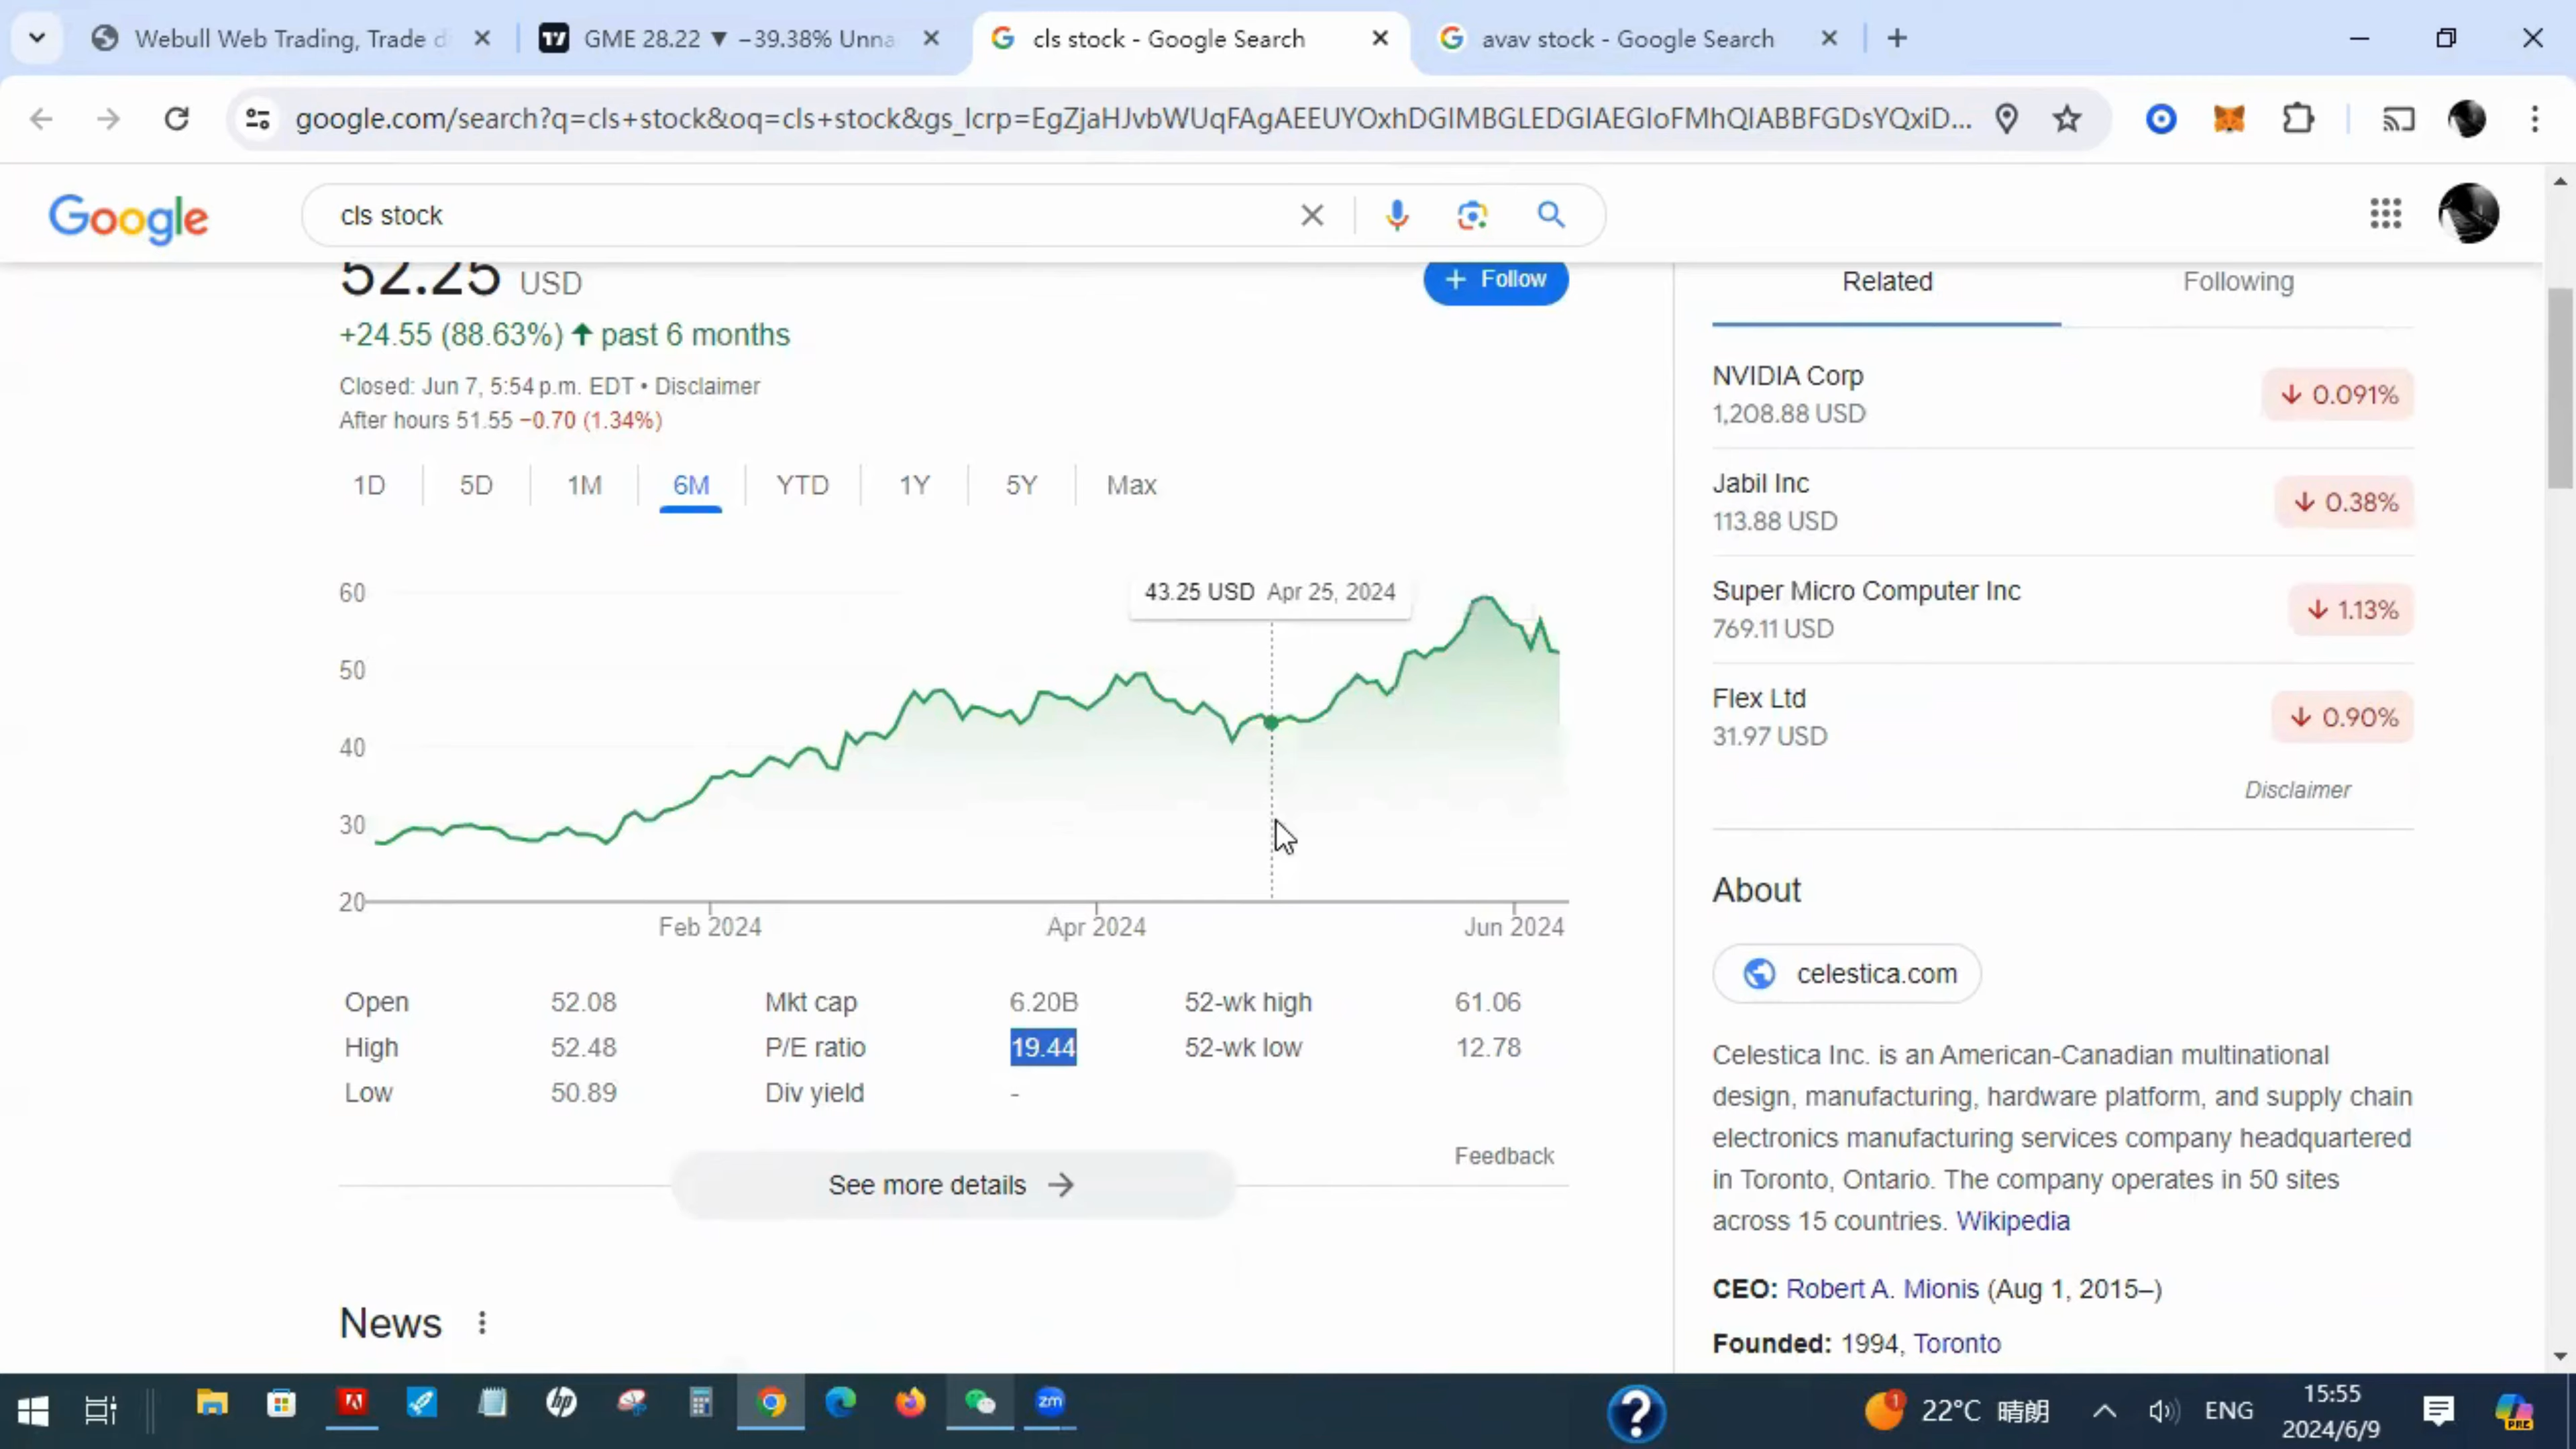 Webull Web Trading, Trade d
GME 28.22 ▼ −39.38% Unna
cls stock - Google Search
avav stock - Google Search
google.com/search?q=cls+stock&oq=cls+stock&gs_lcrp=EgZjaHJvbWUqFAgAEEUYOxhDGIMBGLEDGIAEGIoFMhQIABBFGDsYQxiD...
Google
cls stock
52.25 USD
+ Follow
+24.55 (88.63%) ↑ past 6 months
Closed: Jun 7, 5:54 p.m. EDT • Disclaimer
After hours 51.55 −0.70 (1.34%)
1D 5D 1M 6M YTD 1Y 5Y Max
43.25 USD Apr 25, 2024
60
50
40
30
20
Feb 2024 Apr 2024 Jun 2024
Open 52.08 Mkt cap 6.20B 52-wk high 61.06
High 52.48 P/E ratio 19.44 52-wk low 12.78
Low 50.89 Div yield -
Feedback
See more details →
News
Related Following
NVIDIA Corp
1,208.88 USD ↓ 0.091%
Jabil Inc
113.88 USD ↓ 0.38%
Super Micro Computer Inc
769.11 USD ↓ 1.13%
Flex Ltd
31.97 USD ↓ 0.90%
Disclaimer
About
celestica.com
Celestica Inc. is an American-Canadian multinational
design, manufacturing, hardware platform, and supply chain
electronics manufacturing services company headquartered
in Toronto, Ontario. The company operates in 50 sites
across 15 countries. Wikipedia
CEO: Robert A. Mionis (Aug 1, 2015–)
Founded: 1994, Toronto
hp
zm
?
1
22°C 晴朗
ENG
15:55
2024/6/9
PRE